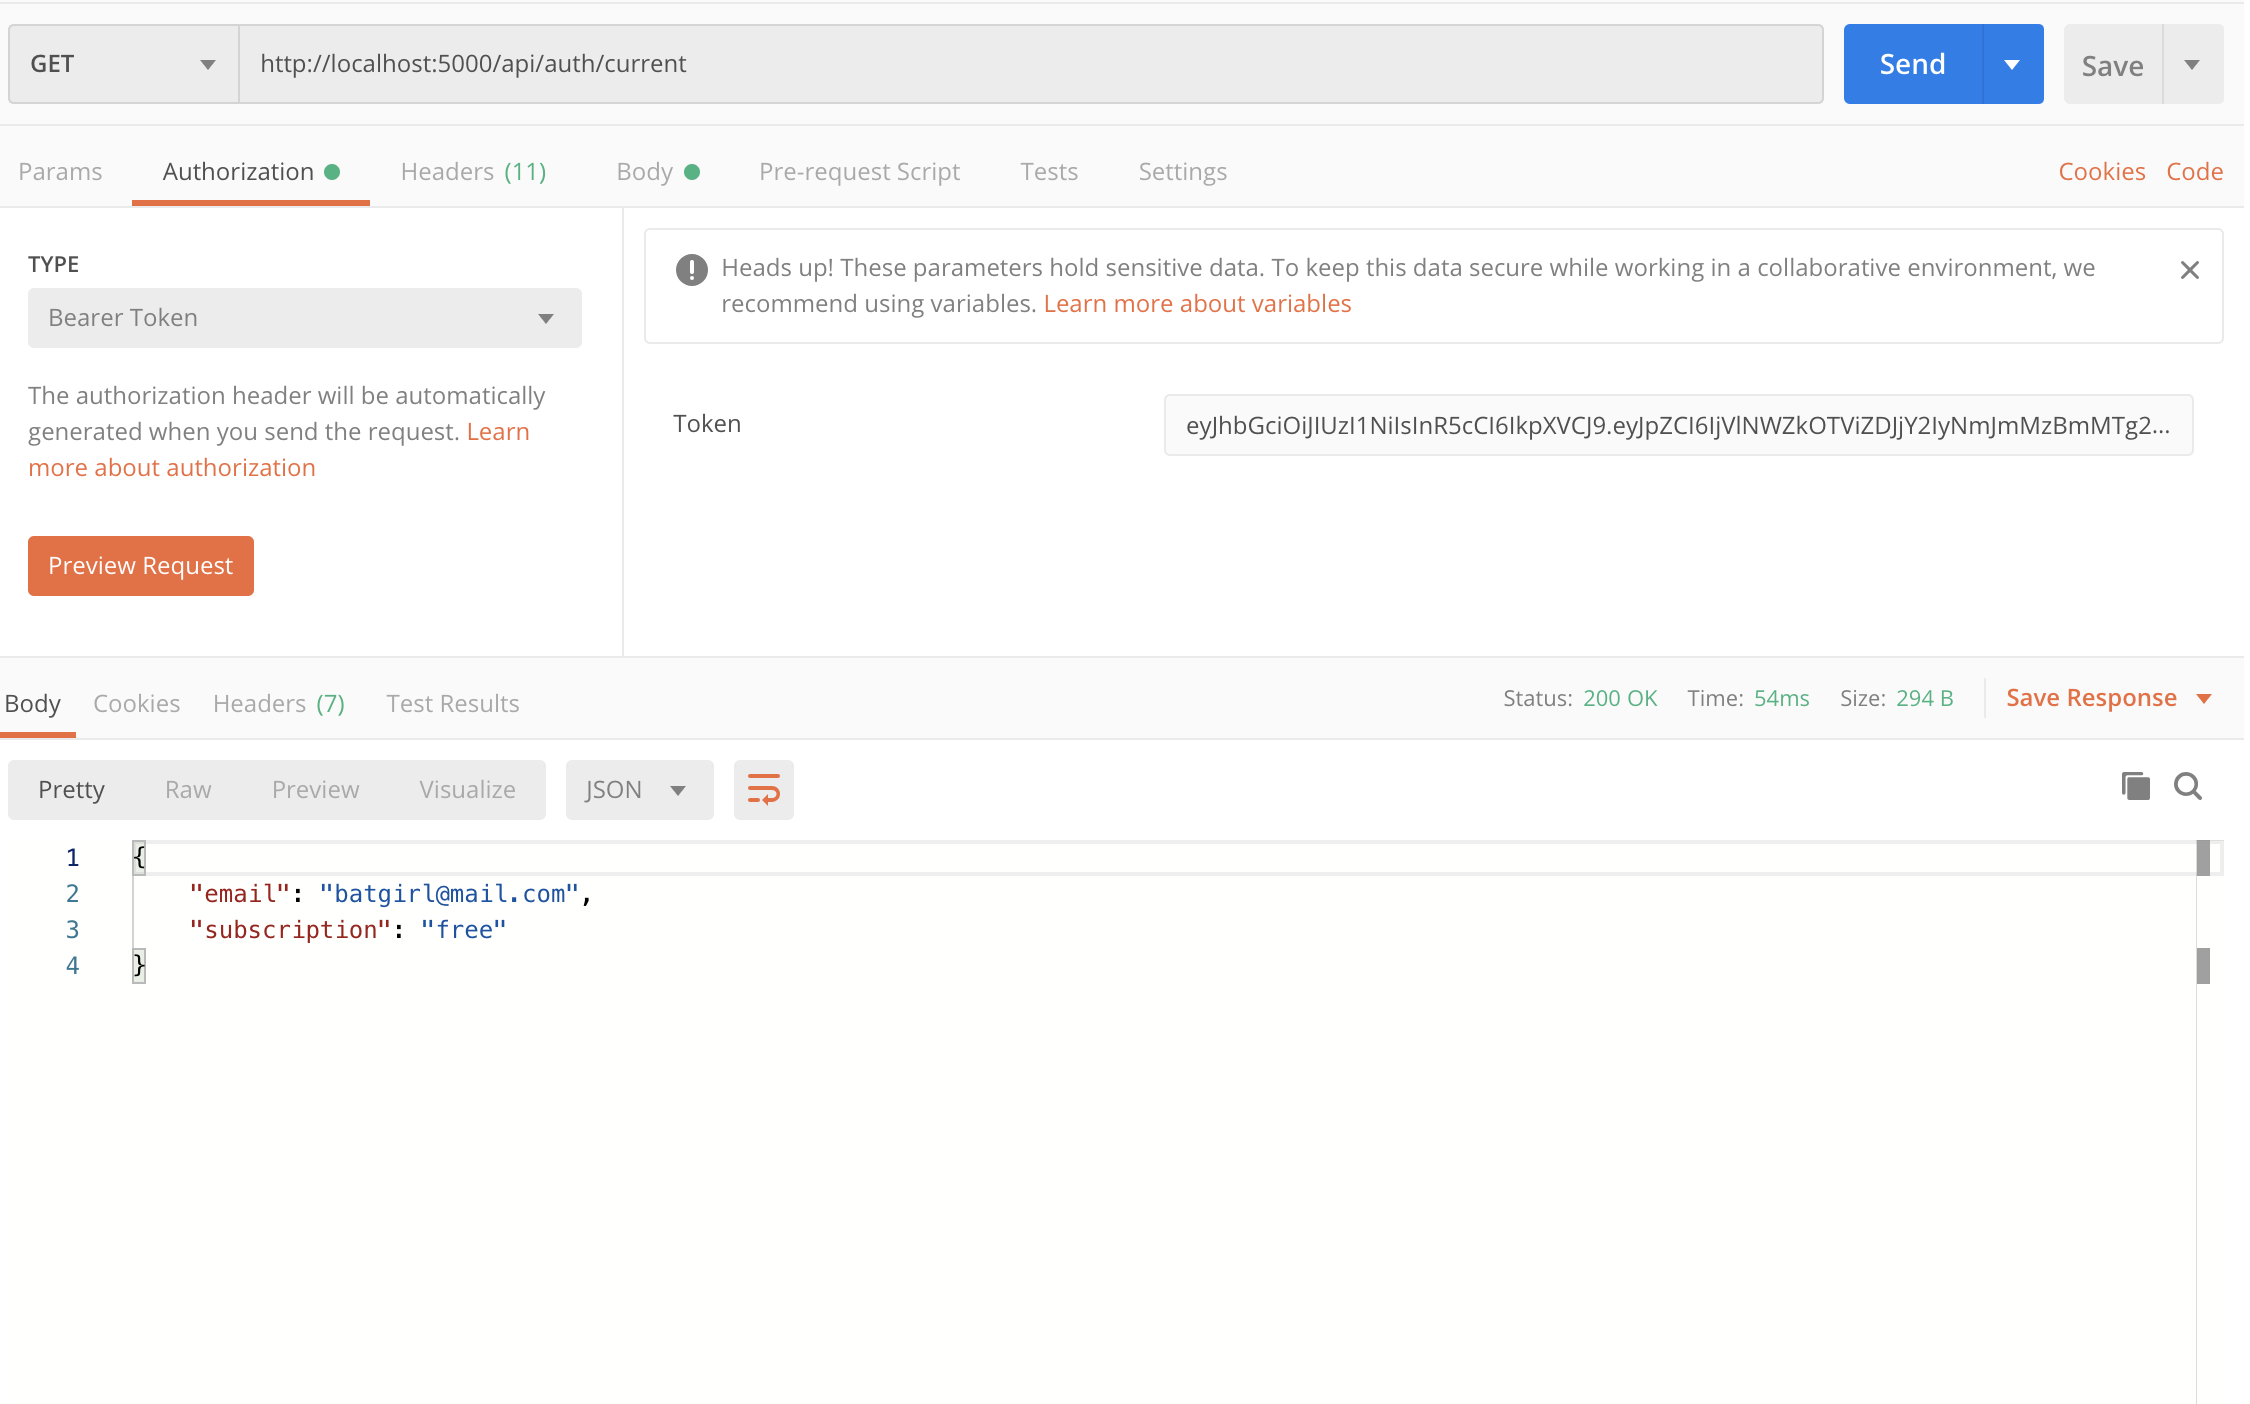 GET http://localhost:5000/api/auth/current Send Save
Params Authorization Headers (11) Body Pre-request Script Tests Settings Cookies Code
TYPE
Bearer Token
The authorization header will be automatically
generated when you send the request. Learn
more about authorization
Preview Request
Heads up! These parameters hold sensitive data. To keep this data secure while working in a collaborative environment, we
recommend using variables. Learn more about variables
Token eyJhbGciOiJIUzI1NiIsInR5cCI6IkpXVCJ9.eyJpZCI6IjVlNWZkOTViZDJjY2IyNmJmMzBmMTg2...
Body Cookies Headers (7) Test Results Status: 200 OK Time: 54ms Size: 294 B Save Response
Pretty Raw Preview Visualize JSON
1 {
2 "email": "batgirl@mail.com",
3 "subscription": "free"
4 }